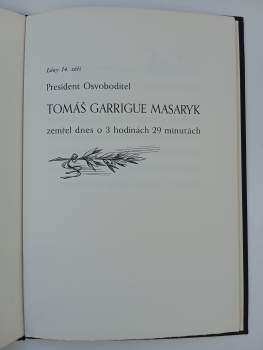 Lány 14. září
President Osvoboditel
TOMÁŠ GARRIGUE MASARYK
zemřel dnes o 3 hodinách 29 minutách